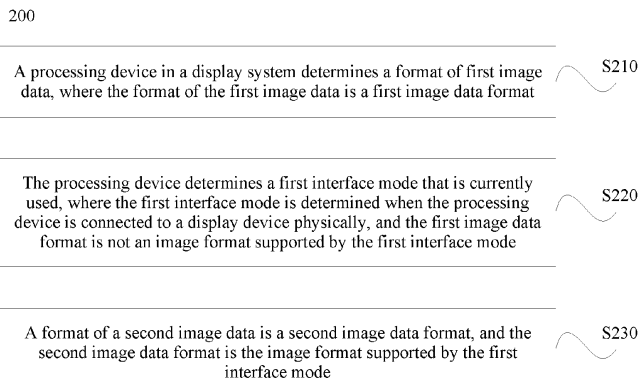 200
A processing device in a display system determines a format of first image
data, where the format of the first image data is a first image data format
S210
The processing device determines a first interface mode that is currently
used, where the first interface mode is determined when the processing
device is connected to a display device physically, and the first image data
format is not an image format supported by the first interface mode
S220
A format of a second image data is a second image data format, and the
second image data format is the image format supported by the first
interface mode
S230